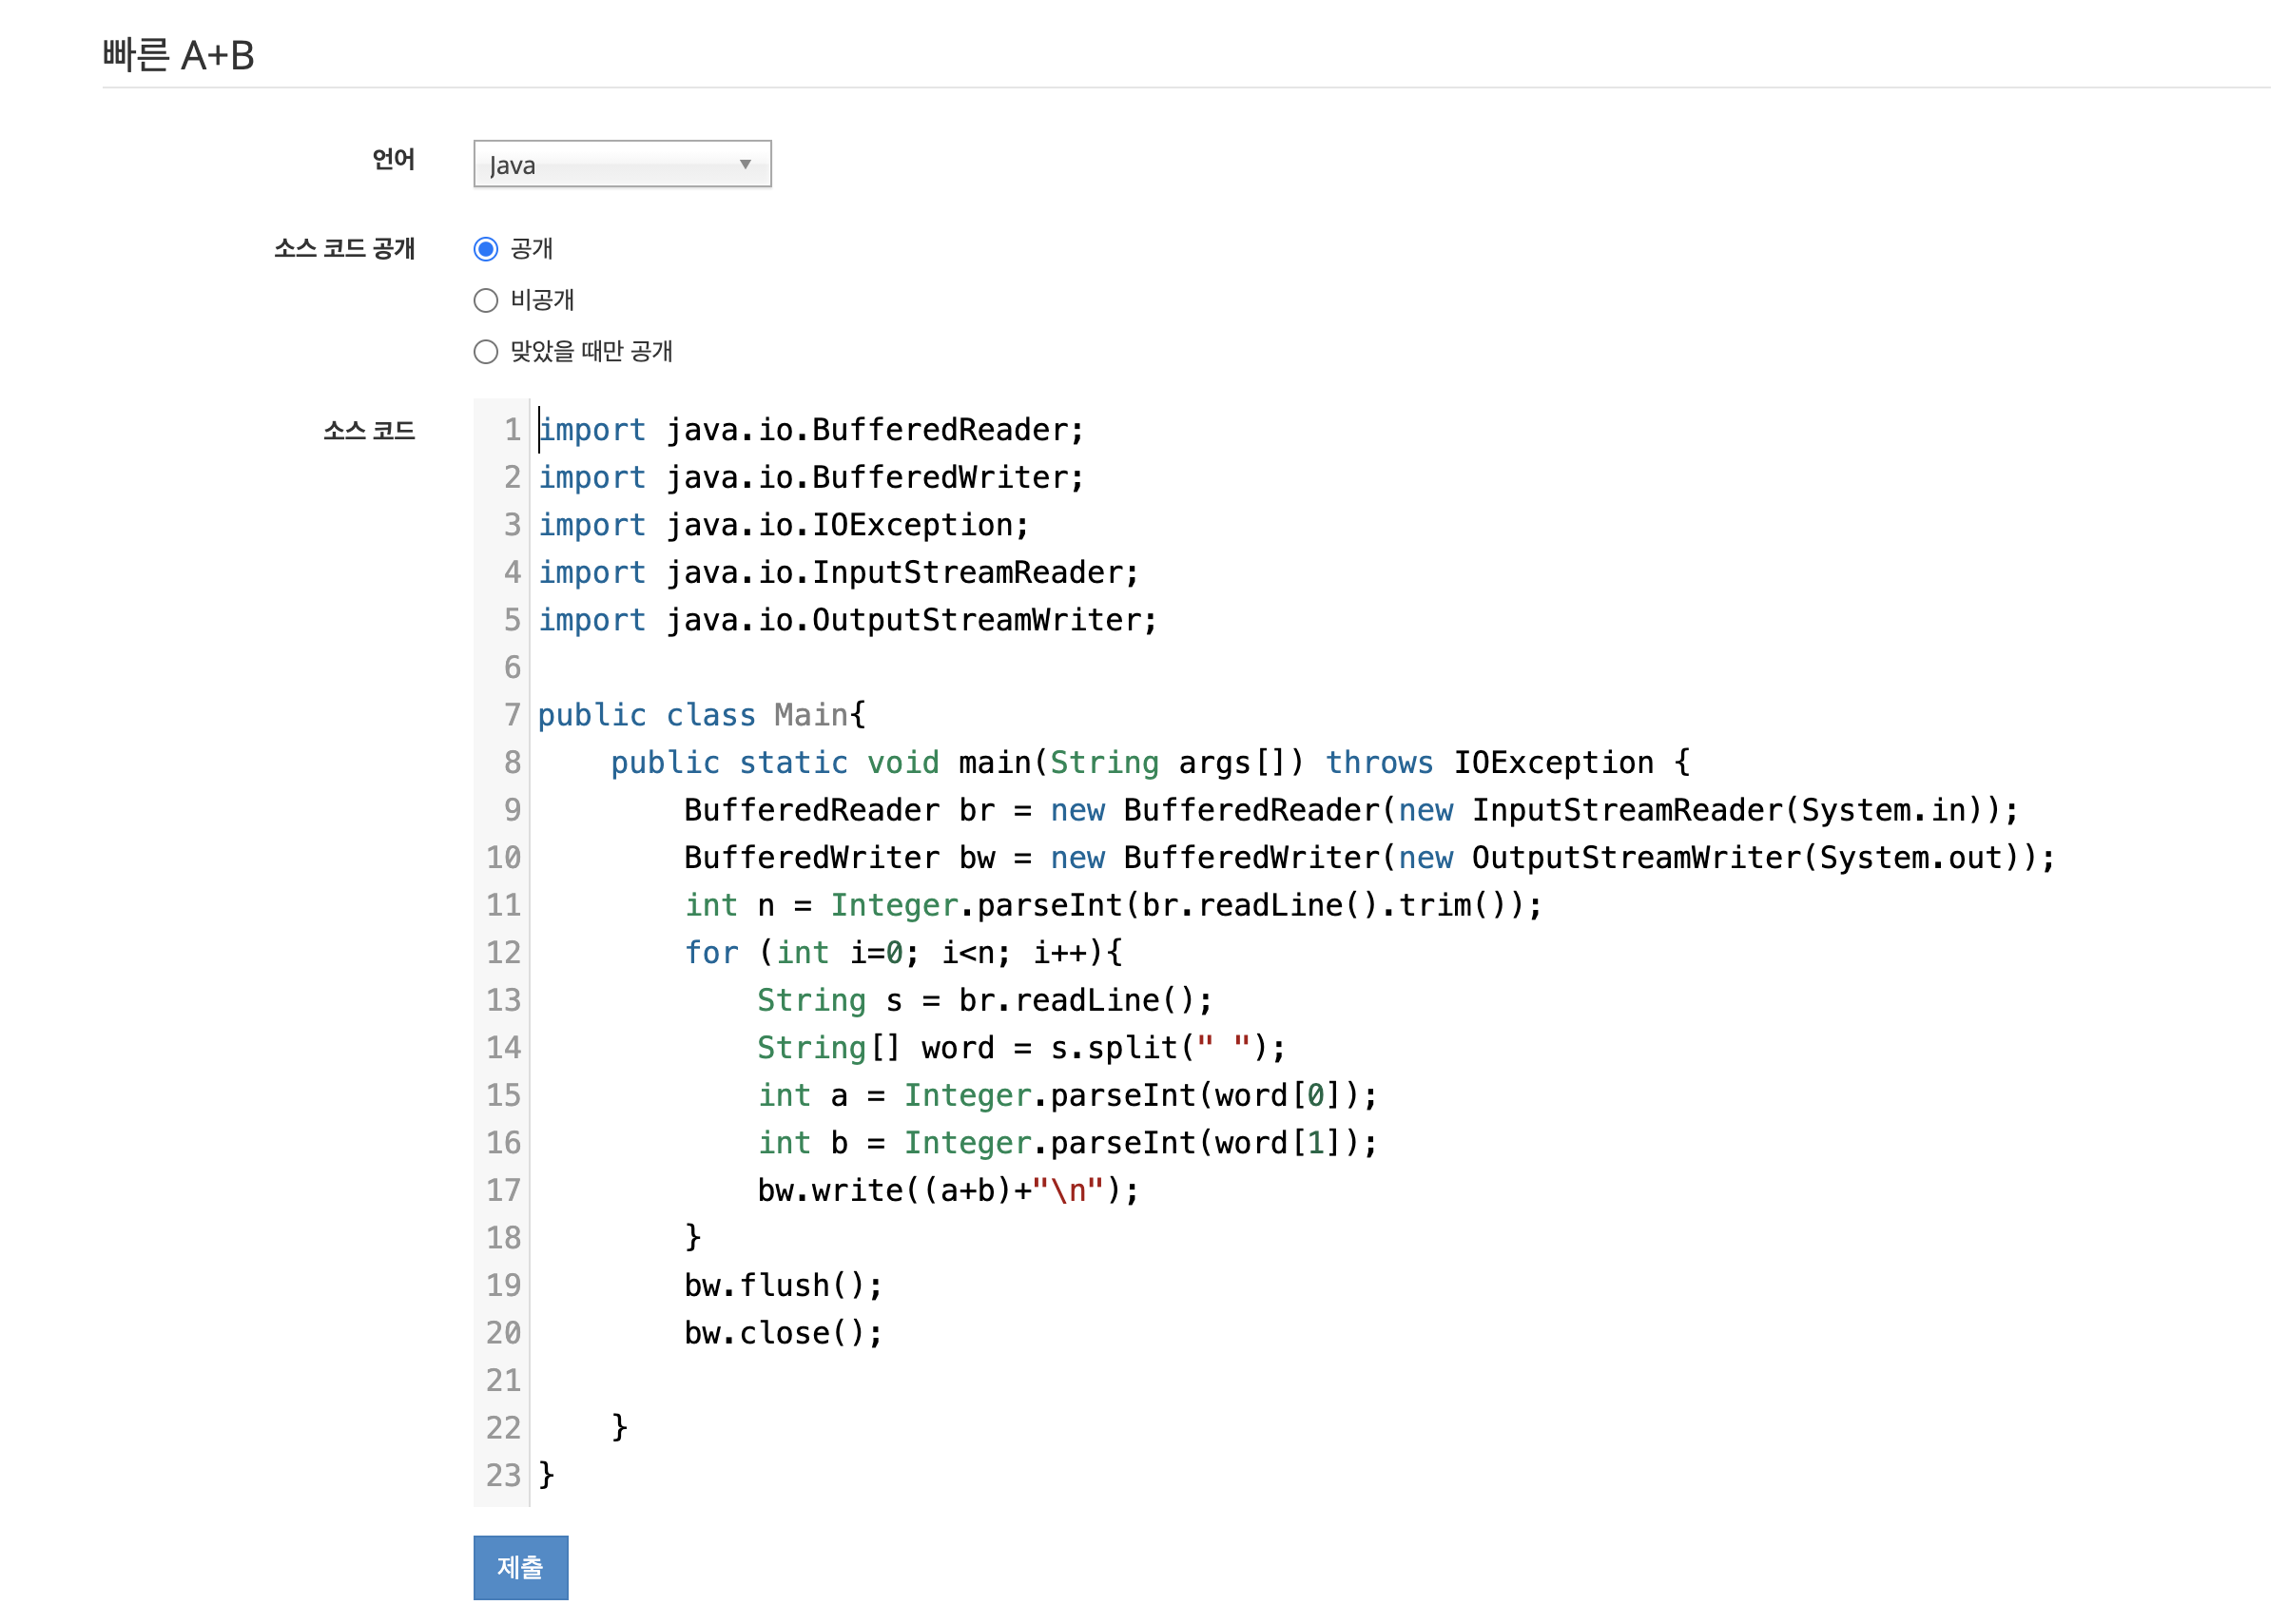 빠른 A+B
언어
Java
소스 코드 공개
공개
비공개
맞았을 때만 공개
소스 코드
1 import java.io.BufferedReader;
2 import java.io.BufferedWriter;
3 import java.io.IOException;
4 import java.io.InputStreamReader;
5 import java.io.OutputStreamWriter;
6
7 public class Main{
8     public static void main(String args[]) throws IOException {
9         BufferedReader br = new BufferedReader(new InputStreamReader(System.in));
10         BufferedWriter bw = new BufferedWriter(new OutputStreamWriter(System.out));
11         int n = Integer.parseInt(br.readLine().trim());
12         for (int i=0; i<n; i++){
13             String s = br.readLine();
14             String[] word = s.split(" ");
15             int a = Integer.parseInt(word[0]);
16             int b = Integer.parseInt(word[1]);
17             bw.write((a+b)+"\n");
18         }
19         bw.flush();
20         bw.close();
21
22     }
23 }
제출